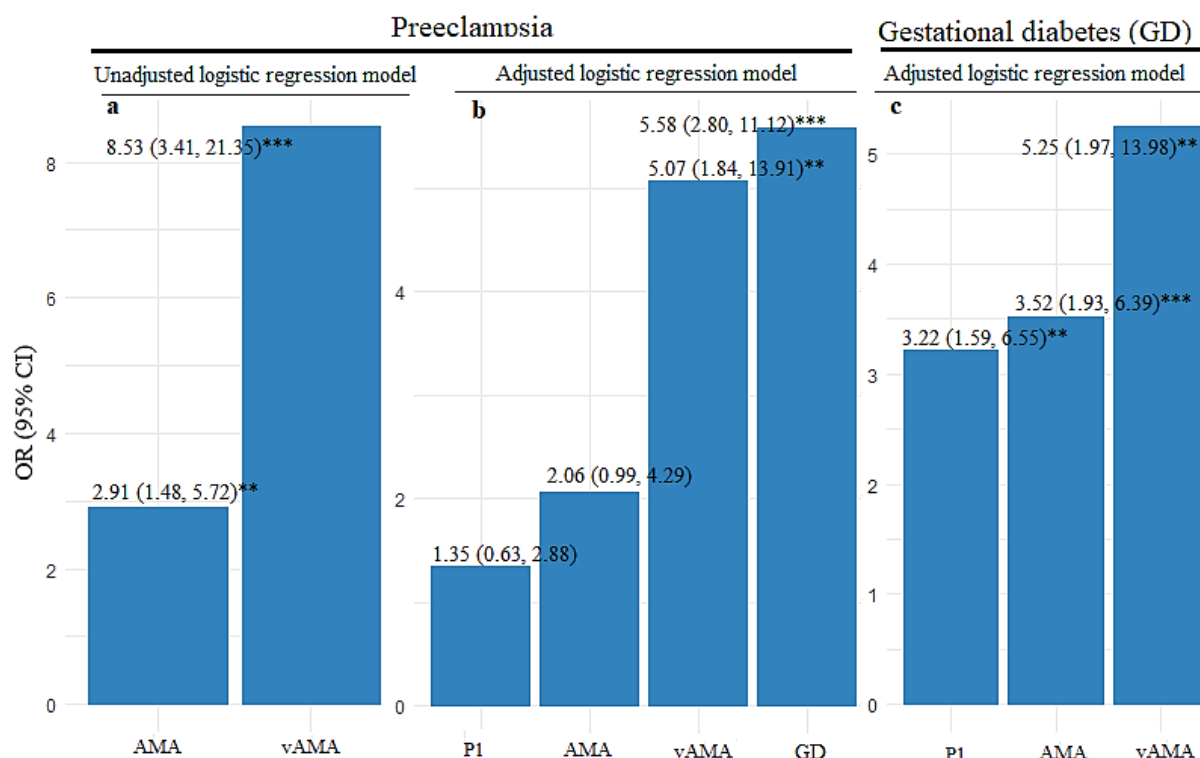 Preeclampsia
Gestational diabetes (GD)
Unadjusted logistic regression model
Adjusted logistic regression model
Adjusted logistic regression model
OR (95% CI)
a
8.53 (3.41, 21.35)***
2.91 (1.48, 5.72)**
8
6
4
2
0
AMA
vAMA
b
5.58 (2.80, 11.12)***
5.07 (1.84, 13.91)**
2.06 (0.99, 4.29)
1.35 (0.63, 2.88)
4
2
0
P1
AMA
vAMA
GD
c
5.25 (1.97, 13.98)**
3.52 (1.93, 6.39)***
3.22 (1.59, 6.55)**
5
4
3
2
1
0
P1
AMA
vAMA